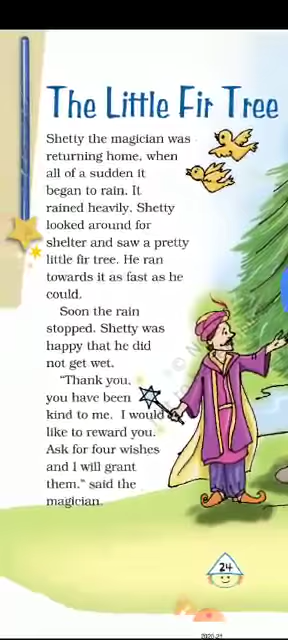 The Little Fir Tree
Shetty the magician was
returning home, when
all of a sudden it
began to rain. It
rained heavily. Shetty
looked around for
shelter and saw a pretty
little fir tree. He ran
towards it as fast as he
could.
Soon the rain
stopped. Shetty was
happy that he did
not get wet.
“Thank you,
you have been
kind to me. I would
like to reward you.
Ask for four wishes
and I will grant
them.” said the
magician.
24
2020-21